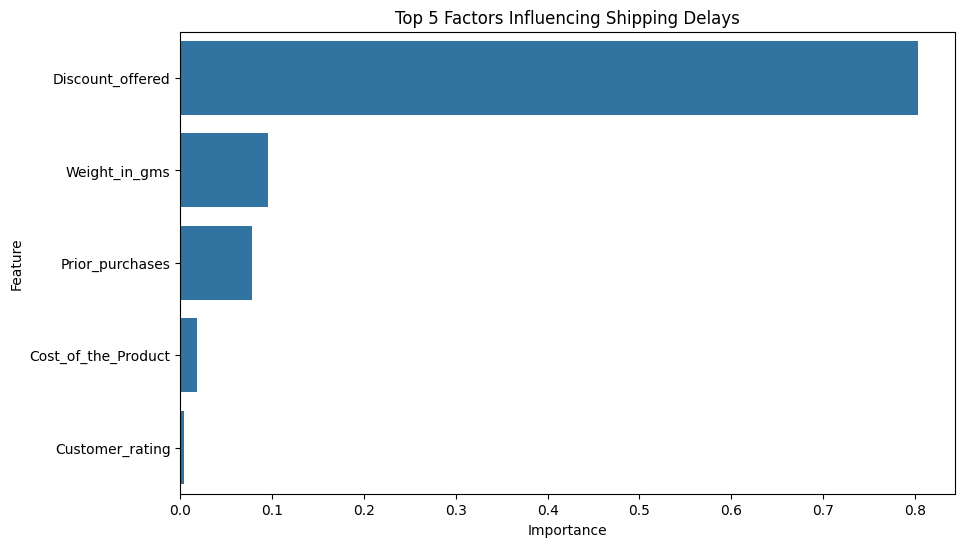 Top 5 Factors Influencing Shipping Delays
Feature
Discount_offered
Weight_in_gms
Prior_purchases
Cost_of_the_Product
Customer_rating
0.0 0.1 0.2 0.3 0.4 0.5 0.6 0.7 0.8
Importance